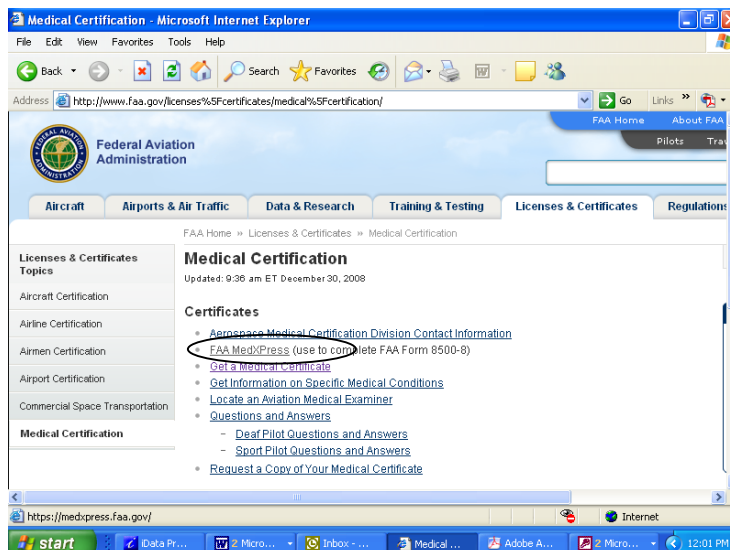 Medical Certification - Microsoft Internet Explorer
File Edit View Favorites Tools Help
Back Search Favorites
Address http://www.faa.gov/licenses%5Fcertificates/medical%5Fcertification/ Go Links »
FAA Home About FAA
Federal Aviation
Administration
Pilots
Aircraft Airports & Air Traffic Data & Research Training & Testing Licenses & Certificates Regulations
FAA Home » Licenses & Certificates » Medical Certification
Licenses & Certificates
Topics
Aircraft Certification
Airline Certification
Airmen Certification
Airport Certification
Commercial Space Transportation
Medical Certification
Medical Certification
Updated: 9:36 am ET December 30, 2008
Certificates
Aerospace Medical Certification Division Contact Information
FAA MedXPress (use to complete FAA Form 8500-8)
Get a Medical Certificate
Get Information on Specific Medical Conditions
Locate an Aviation Medical Examiner
Questions and Answers
– Deaf Pilot Questions and Answers
– Sport Pilot Questions and Answers
Request a Copy of Your Medical Certificate
https://medxpress.faa.gov/ Internet
start iData Pr... 2 Micro... Inbox - ... Medical ... Adobe A... 2 Micro... 12:01 PM